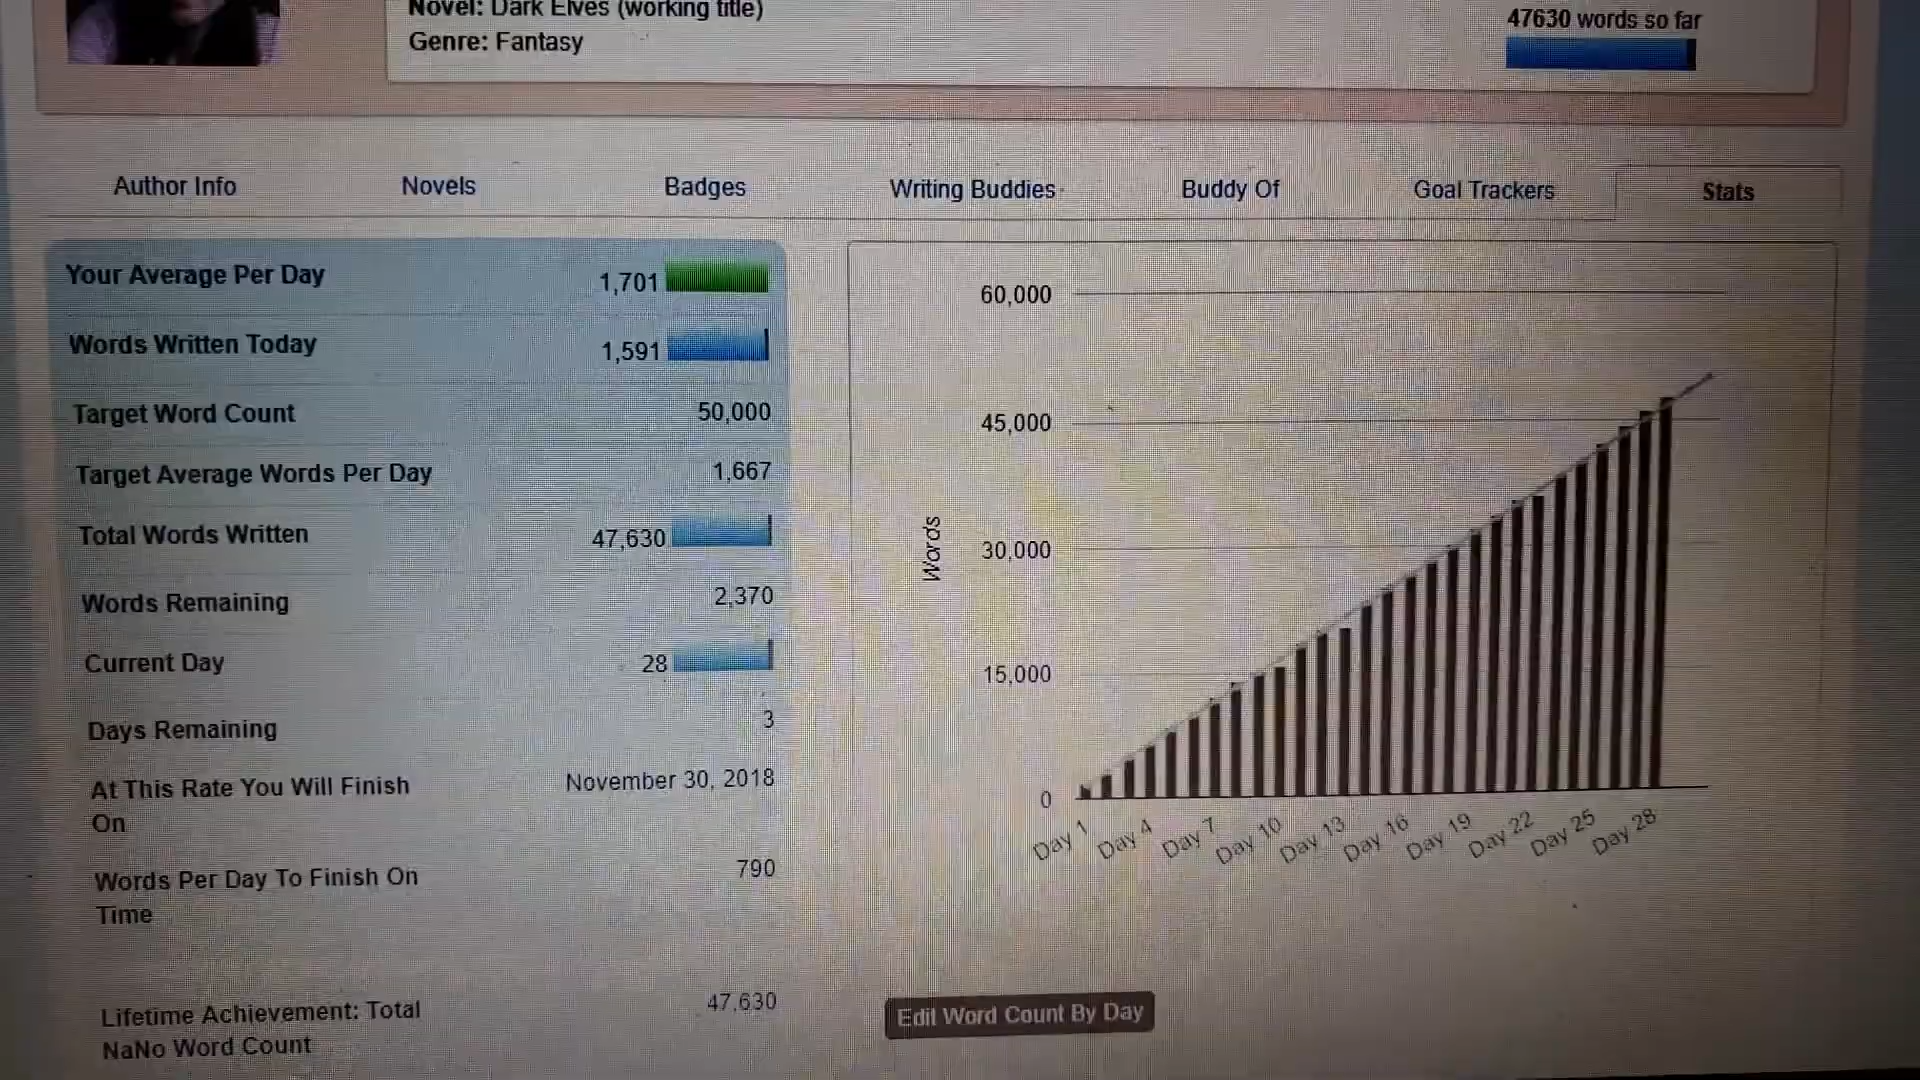 Novel: Dark Elves (working title)
Genre: Fantasy
47630 words so far
Author Info
Novels
Badges
Writing Buddies
Buddy Of
Goal Trackers
Stats
Your Average Per Day
1,701
Words Written Today
1,591
Target Word Count
50,000
Target Average Words Per Day
1,667
Total Words Written
47,630
Words Remaining
2,370
Current Day
28
Days Remaining
3
At This Rate You Will Finish
On
November 30, 2018
Words Per Day To Finish On
Time
790
Lifetime Achievement: Total
NaNo Word Count
47,630
60,000
45,000
30,000
15,000
0
Words
Day 1
Day 4
Day 7
Day 10
Day 13
Day 16
Day 19
Day 22
Day 25
Day 28
Edit Word Count By Day